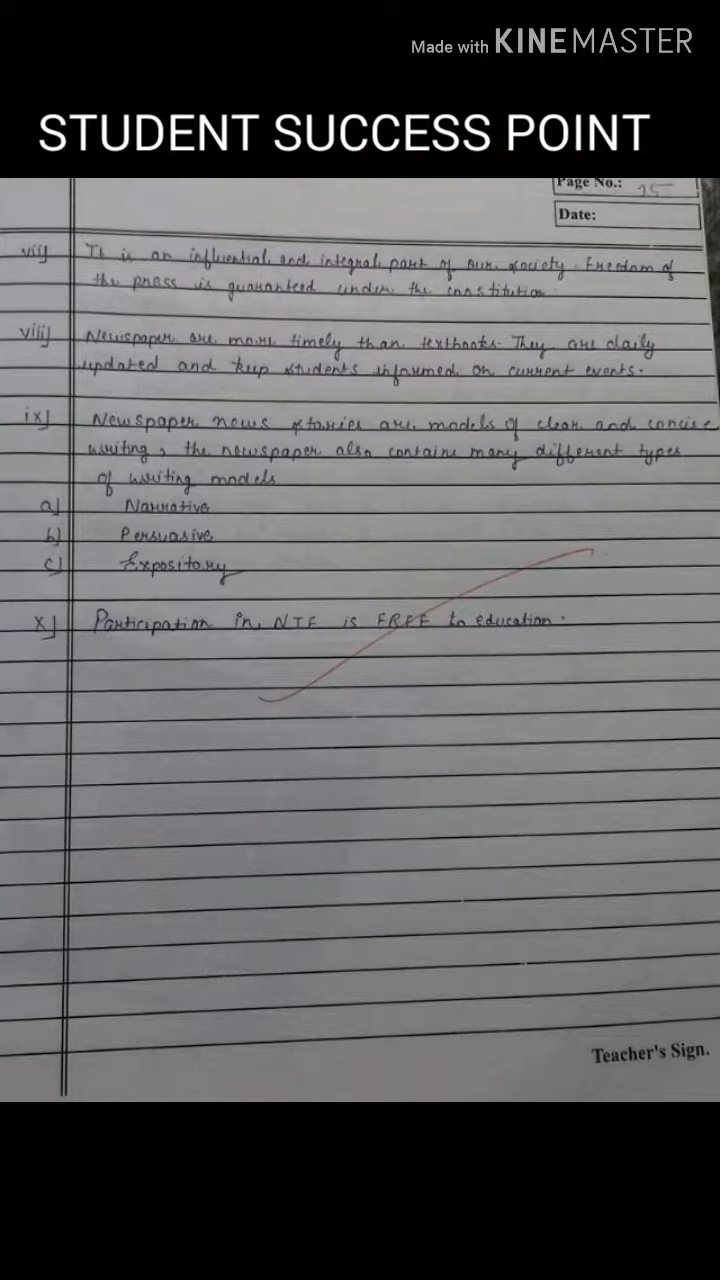 Made with KINEMASTER
STUDENT SUCCESS POINT
Page No.: 75
Date:
vii) It is an influential and integral part of our society. Freedom of
the press is guaranteed under the constitution.
viii) Newspaper are more timely than textbooks. They are daily
updated and keep students informed on current events.
ix) Newspaper news stories are models of clear and concise
writing, the newspaper also contains many different types
of writing models
a) Narrative
b) Persuasive
c) Expository
x) Participation in, NIE is FREE to education.
Teacher's Sign.